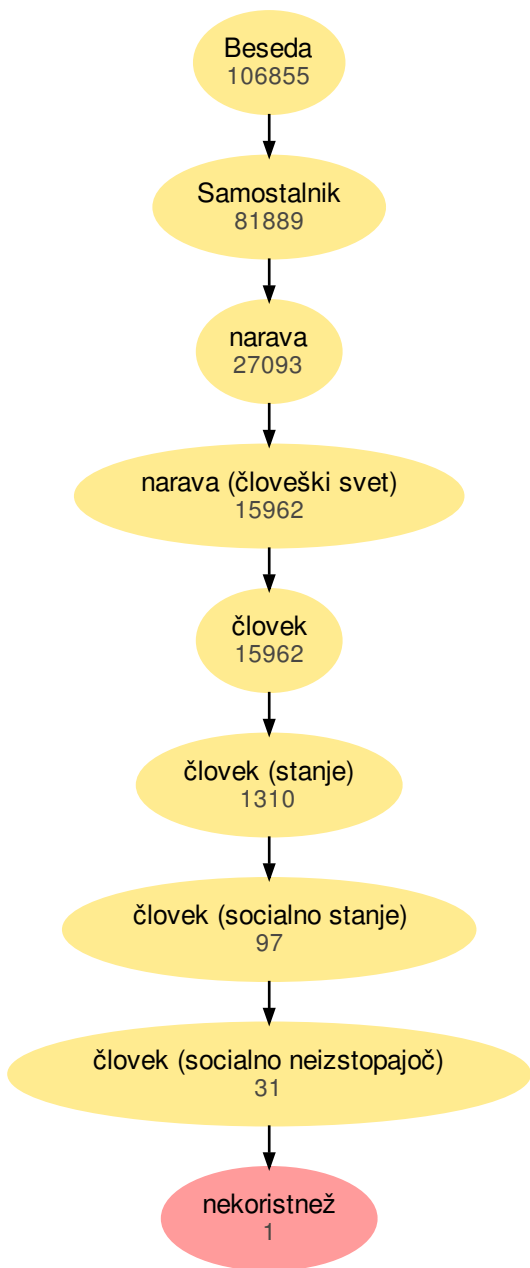 Beseda
106855
Samostalnik
81889
narava
27093
narava (človeški svet)
15962
človek
15962
človek (stanje)
1310
človek (socialno stanje)
97
človek (socialno neizstopajoč)
31
nekoristnež
1